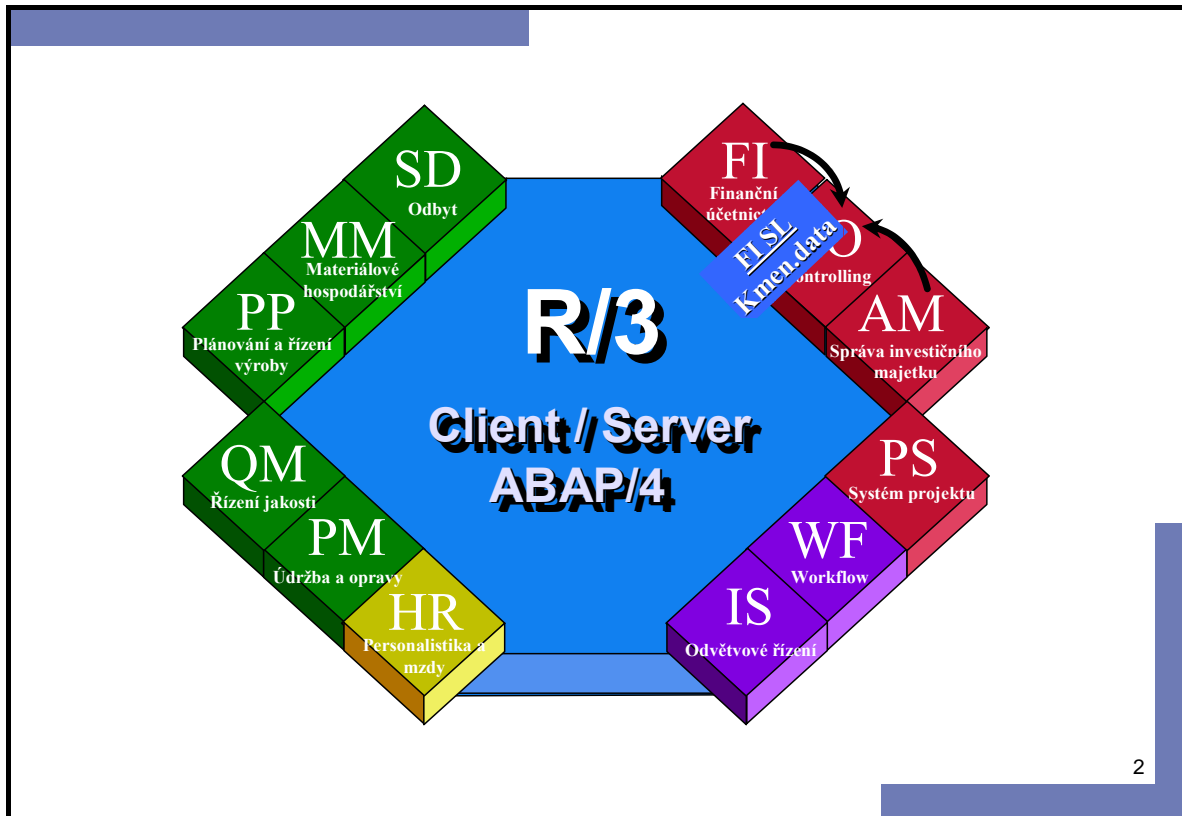 SD
Odbyt
MM
Materiálové
hospodářství
PP
Plánování a řízení
výroby
QM
Řízení jakosti
PM
Údržba a opravy
HR
Personalistika a
mzdy
R/3
Client / Server
ABAP/4
FI
Finanční
FI SL
Kmen.data
AM
Správa investičního
majetku
PS
Systém projektu
WF
Workflow
IS
Odvětvové řízení
2